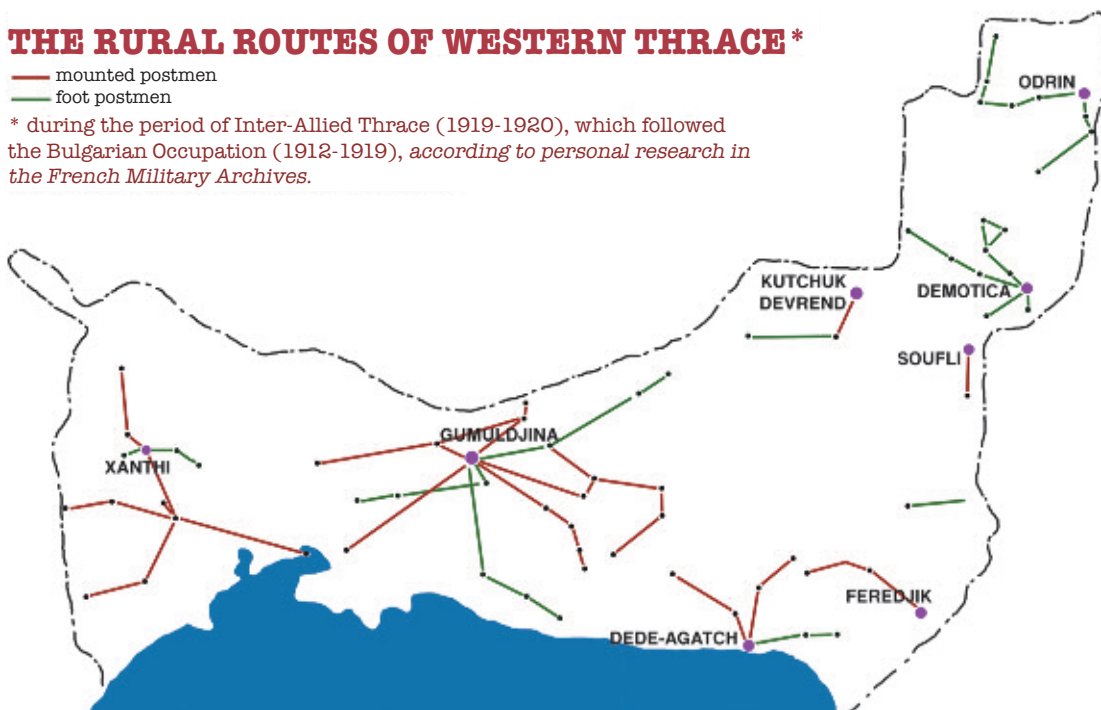 THE RURAL ROUTES OF WESTERN THRACE*
mounted postmen
foot postmen
* during the period of Inter-Allied Thrace (1919-1920), which followed
the Bulgarian Occupation (1912-1919), according to personal research in
the French Military Archives.
ODRIN
KUTCHUK
DEVREND
DEMOTICA
SOUFLI
GUMULDJINA
XANTHI
FEREDJIK
DEDE-AGATCH